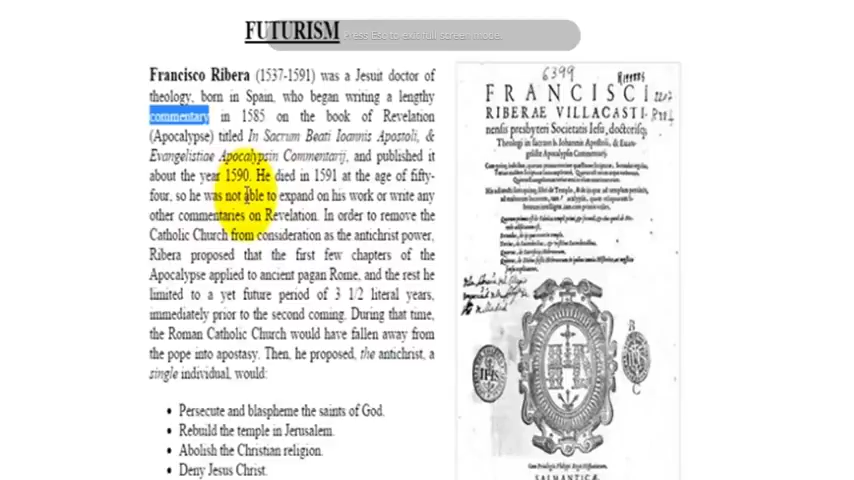 FUTURISM
Press Esc to exit full screen mode.
Francisco Ribera (1537-1591) was a Jesuit doctor of
theology, born in Spain, who began writing a lengthy
commentary in 1585 on the book of Revelation
(Apocalypse) titled In Sacrum Beati Ioannis Apostoli, &
Evangelistiae Apocalypsin Commentarij, and published it
about the year 1590. He died in 1591 at the age of fifty-
four, so he was not able to expand on his work or write any
other commentaries on Revelation. In order to remove the
Catholic Church from consideration as the antichrist power,
Ribera proposed that the first few chapters of the
Apocalypse applied to ancient pagan Rome, and the rest he
limited to a yet future period of 3 1/2 literal years,
immediately prior to the second coming. During that time,
the Roman Catholic Church would have fallen away from
the pope into apostasy. Then, he proposed, the antichrist, a
single individual, would:
• Persecute and blaspheme the saints of God.
• Rebuild the temple in Jerusalem.
• Abolish the Christian religion.
• Deny Jesus Christ.
6399
FRANCISCI
RIBERAE VILLACASTI-
nensis presbyteri Societatis Iesu, doctorisq;
Theologi in sacram b. Iohannis Apostoli, & Euan-
gelistæ Apocalypsin Commentarij.
IHS
B
C
SALMANTICÆ